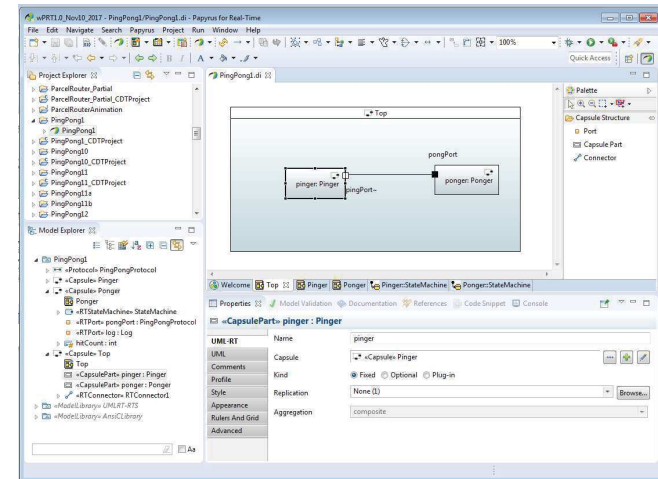 wPRT1.0_Nov10_2017 - PingPong1/PingPong1.di - Papyrus for Real-Time
File Edit Navigate Search Papyrus Project Run Window Help
100%
Quick Access
Project Explorer
ParcelRouter_Partial
ParcelRouter_Partial_CDTProject
ParcelRouterAnimation
PingPong1
PingPong1
PingPong1_CDTProject
PingPong10
PingPong10_CDTProject
PingPong11
PingPong11_CDTProject
PingPong11a
PingPong11b
PingPong12
Model Explorer
PingPong1
«Protocol» PingPongProtocol
«Capsule» Pinger
«Capsule» Ponger
Ponger
«RTStateMachine» StateMachine
«RTPort» pongPort : PingPongProtocol
«RTPort» log : Log
hitCount : int
«Capsule» Top
Top
«CapsulePart» pinger : Pinger
«CapsulePart» ponger : Ponger
«RTConnector» RTConnector1
«ModelLibrary» UMLRT-RTS
«ModelLibrary» AnsiCLibrary
Aa
PingPong1.di
Top
pongPort
pinger: Pinger
pingPort~
ponger: Ponger
Palette
Capsule Structure
Port
Capsule Part
Connector
Welcome Top Pinger Ponger Pinger::StateMachine Ponger::StateMachine
Properties Model Validation Documentation References Code Snippet Console
«CapsulePart» pinger : Pinger
UML-RT
UML
Comments
Profile
Style
Appearance
Rulers And Grid
Advanced
Name pinger
Capsule «Capsule» Pinger
Kind Fixed Optional Plug-in
Replication None (1) Browse...
Aggregation composite